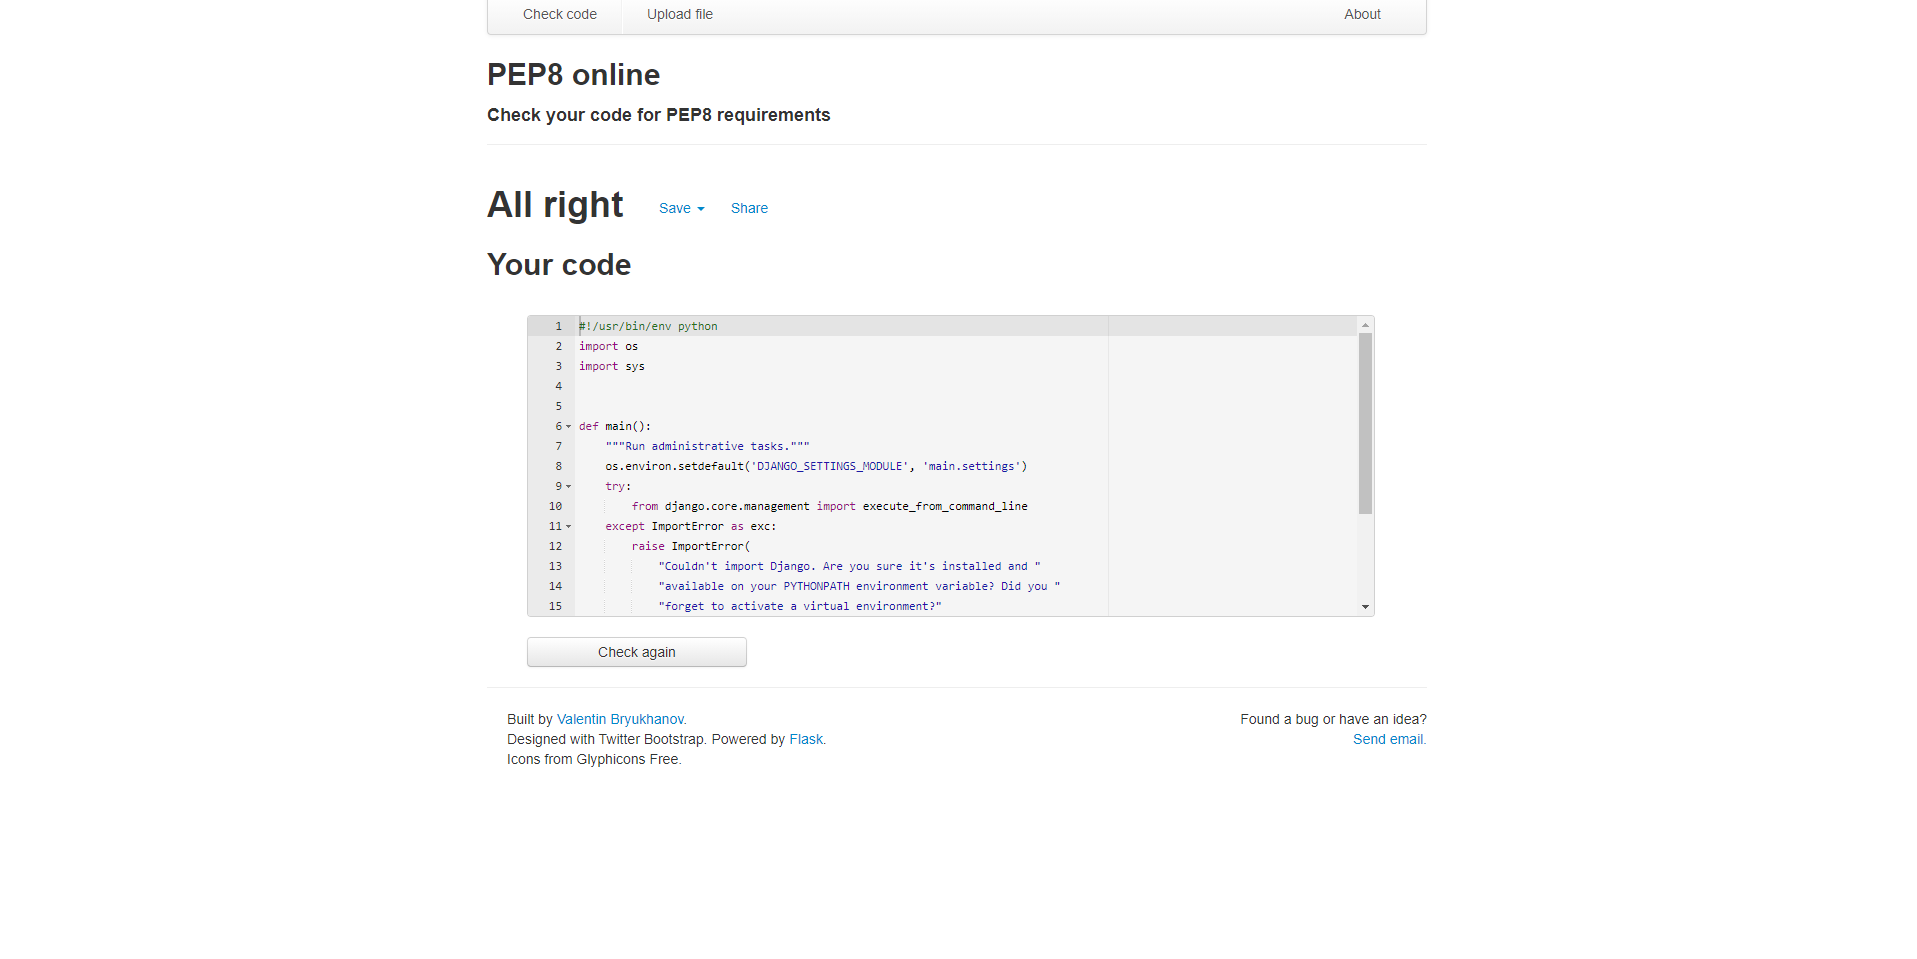 Check code Upload file About
PEP8 online
Check your code for PEP8 requirements
All right Save Share
Your code
1 #!/usr/bin/env python
2 import os
3 import sys
4
5
6 def main():
7 """Run administrative tasks."""
8 os.environ.setdefault('DJANGO_SETTINGS_MODULE', 'main.settings')
9 try:
10 from django.core.management import execute_from_command_line
11 except ImportError as exc:
12 raise ImportError(
13 "Couldn't import Django. Are you sure it's installed and "
14 "available on your PYTHONPATH environment variable? Did you "
15 "forget to activate a virtual environment?"
Check again
Built by Valentin Bryukhanov. Found a bug or have an idea?
Designed with Twitter Bootstrap. Powered by Flask. Send email.
Icons from Glyphicons Free.